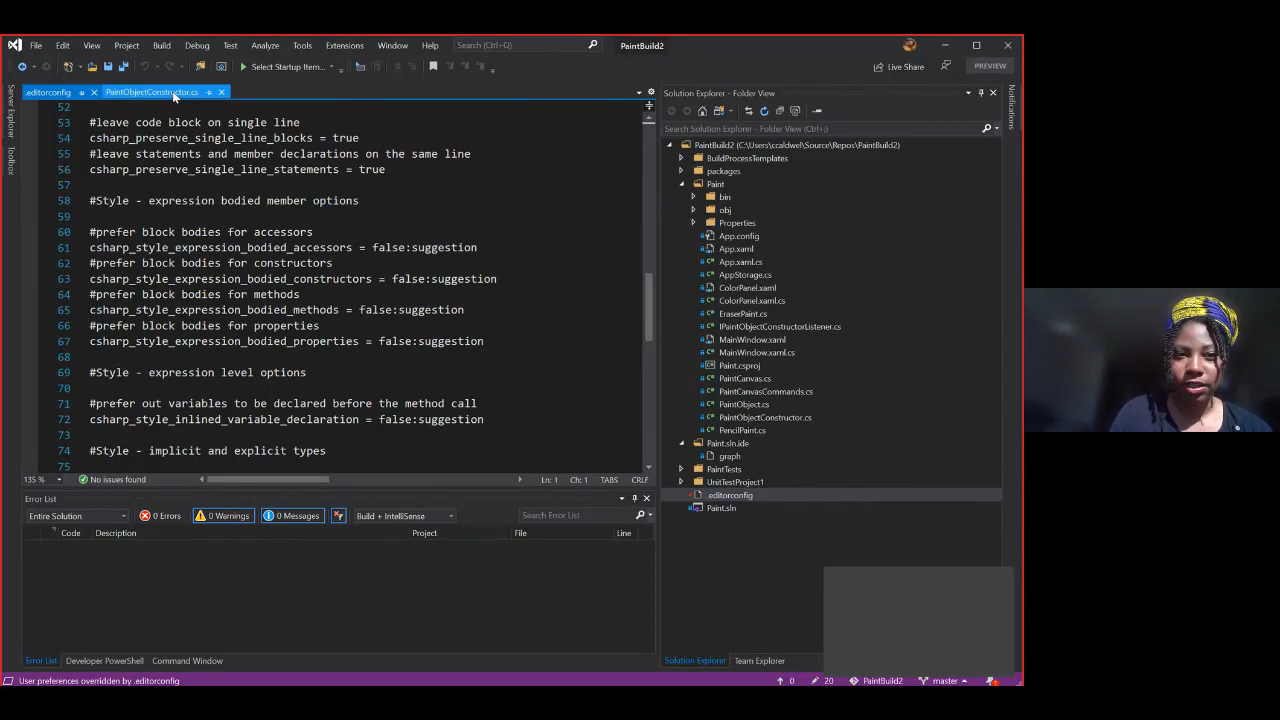 File Edit View Project Build Debug Test Analyze Tools Extensions Window Help Search (Ctrl+Q) PaintBuild2
Select Startup Item... Live Share PREVIEW
Server Explorer
Toolbox
Notifications
.editorconfig PaintObjectConstructor.cs
52
53 #leave code block on single line
54 csharp_preserve_single_line_blocks = true
55 #leave statements and member declarations on the same line
56 csharp_preserve_single_line_statements = true
57
58 #Style - expression bodied member options
59
60 #prefer block bodies for accessors
61 csharp_style_expression_bodied_accessors = false:suggestion
62 #prefer block bodies for constructors
63 csharp_style_expression_bodied_constructors = false:suggestion
64 #prefer block bodies for methods
65 csharp_style_expression_bodied_methods = false:suggestion
66 #prefer block bodies for properties
67 csharp_style_expression_bodied_properties = false:suggestion
68
69 #Style - expression level options
70
71 #prefer out variables to be declared before the method call
72 csharp_style_inlined_variable_declaration = false:suggestion
73
74 #Style - implicit and explicit types
75
135 % No issues found Ln: 1 Ch: 1 TABS CRLF
Error List
Entire Solution 0 Errors 0 Warnings 0 Messages Build + IntelliSense Search Error List
Code Description Project File Line
Error List Developer PowerShell Command Window
Solution Explorer - Folder View
Search Solution Explorer - Folder View (Ctrl+;)
PaintBuild2 (C:\Users\ccaldwel\Source\Repos\PaintBuild2)
BuildProcessTemplates
packages
Paint
bin
obj
Properties
App.config
App.xaml
App.xaml.cs
AppStorage.cs
ColorPanel.xaml
ColorPanel.xaml.cs
EraserPaint.cs
IPaintObjectConstructorListener.cs
MainWindow.xaml
MainWindow.xaml.cs
Paint.csproj
PaintCanvas.cs
PaintCanvasCommands.cs
PaintObject.cs
PaintObjectConstructor.cs
PencilPaint.cs
Paint.sln.ide
graph
PaintTests
UnitTestProject1
.editorconfig
Paint.sln
Solution Explorer Team Explorer
User preferences overridden by .editorconfig 0 20 PaintBuild2 master